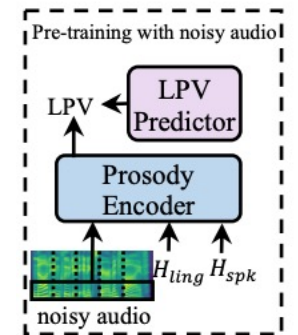 Pre-training with noisy audio
LPV
LPV
Predictor
Prosody
Encoder
H_ling H_spk
noisy audio